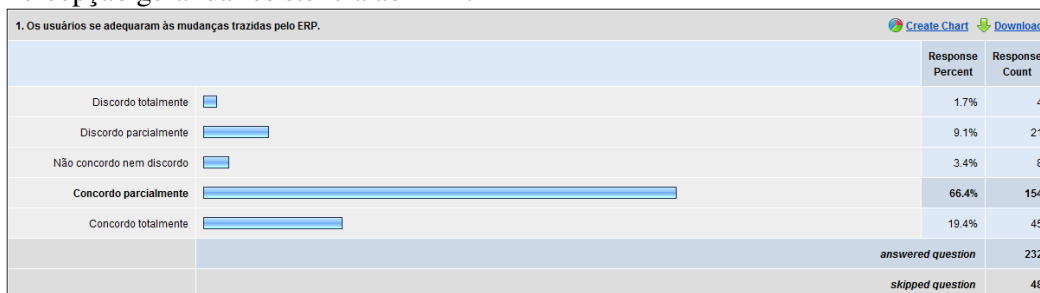 1. Os usuários se adequaram às mudanças trazidas pelo ERP. Create Chart Download
Response Percent Response Count
Discordo totalmente 1.7% 4
Discordo parcialmente 9.1% 21
Não concordo nem discordo 3.4% 8
Concordo parcialmente 66.4% 154
Concordo totalmente 19.4% 45
answered question 232
skipped question 48